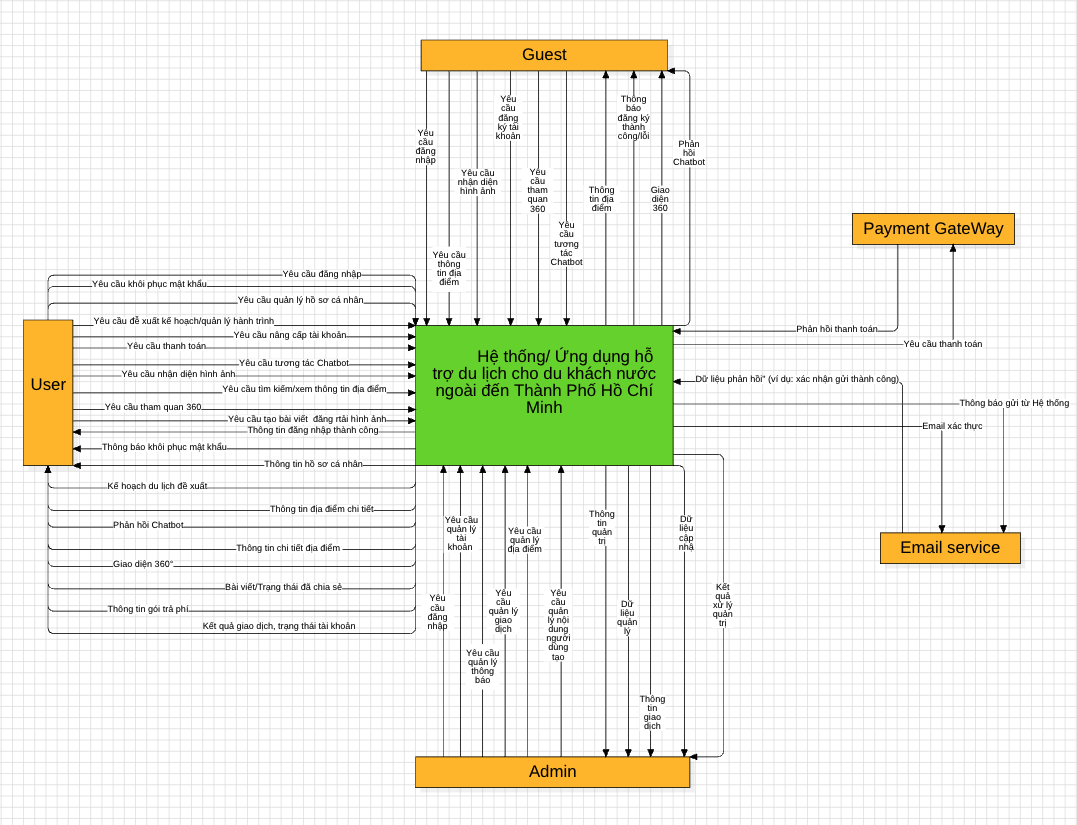 Guest
Yêu
cầu
đăng
nhập
Yêu cầu
thông
tin địa
điểm
Yêu cầu
nhận diện
hình ảnh
Yêu
cầu
đăng
ký tài
khoản
Yêu
cầu
tham
quan
360
Yêu
cầu
tương
tác
Chatbot
Thông
tin địa
điểm
Thông
báo
đăng ký
thành
công/lỗi
Giao
diện
360
Phản
hồi
Chatbot
Payment GateWay
Yêu cầu đăng nhập
Yêu cầu khôi phục mật khẩu
Yêu cầu quản lý hồ sơ cá nhân
Yêu cầu đề xuất kế hoạch/quản lý hành trình
Yêu cầu nâng cấp tài khoản
Yêu cầu thanh toán
Yêu cầu tương tác Chatbot
Yêu cầu nhận diện hình ảnh
Yêu cầu tìm kiếm/xem thông tin địa điểm
Yêu cầu tham quan 360
Yêu cầu tạo bài viết  đăng rtải hình ảnh
Thông tin đăng nhập thành công
Thông báo khôi phục mật khẩu
Thông tin hồ sơ cá nhân
Kế hoạch du lịch đề xuất
Thông tin địa điểm chi tiết
Phản hồi Chatbot
Thông tin chi tiết địa điểm
Giao diện 360°
Bài viết/Trạng thái đã chia sẻ
Thông tin gói trả phí
Kết quả giao dịch, trạng thái tài khoản
User
Hệ thống/ Ứng dụng hỗ
trợ du lịch cho du khách nước
ngoài đến Thành Phố Hồ Chí
Minh
Phản hồi thanh toán
Yêu cầu thanh toán
Dữ liệu phản hồi" (ví dụ: xác nhận gửi thành công)
Thông báo gửi từ Hệ thống
Email xác thực
Email service
Yêu
cầu
đăng
nhập
Yêu cầu
quản lý
tài
khoản
Yêu cầu
quản lý
thông
báo
Yêu
cầu
quản lý
giao
dịch
Yêu cầu
quản lý
địa điểm
Yêu
cầu
quản
lý nội
dung
người
dùng
tạo
Thông
tin
quản
trị
Dữ
liệu
quản
lý
Thông
tin
giao
dịch
Dữ
liệu
cập
nhậ
Kết
quả
xử lý
quản
trị
Admin